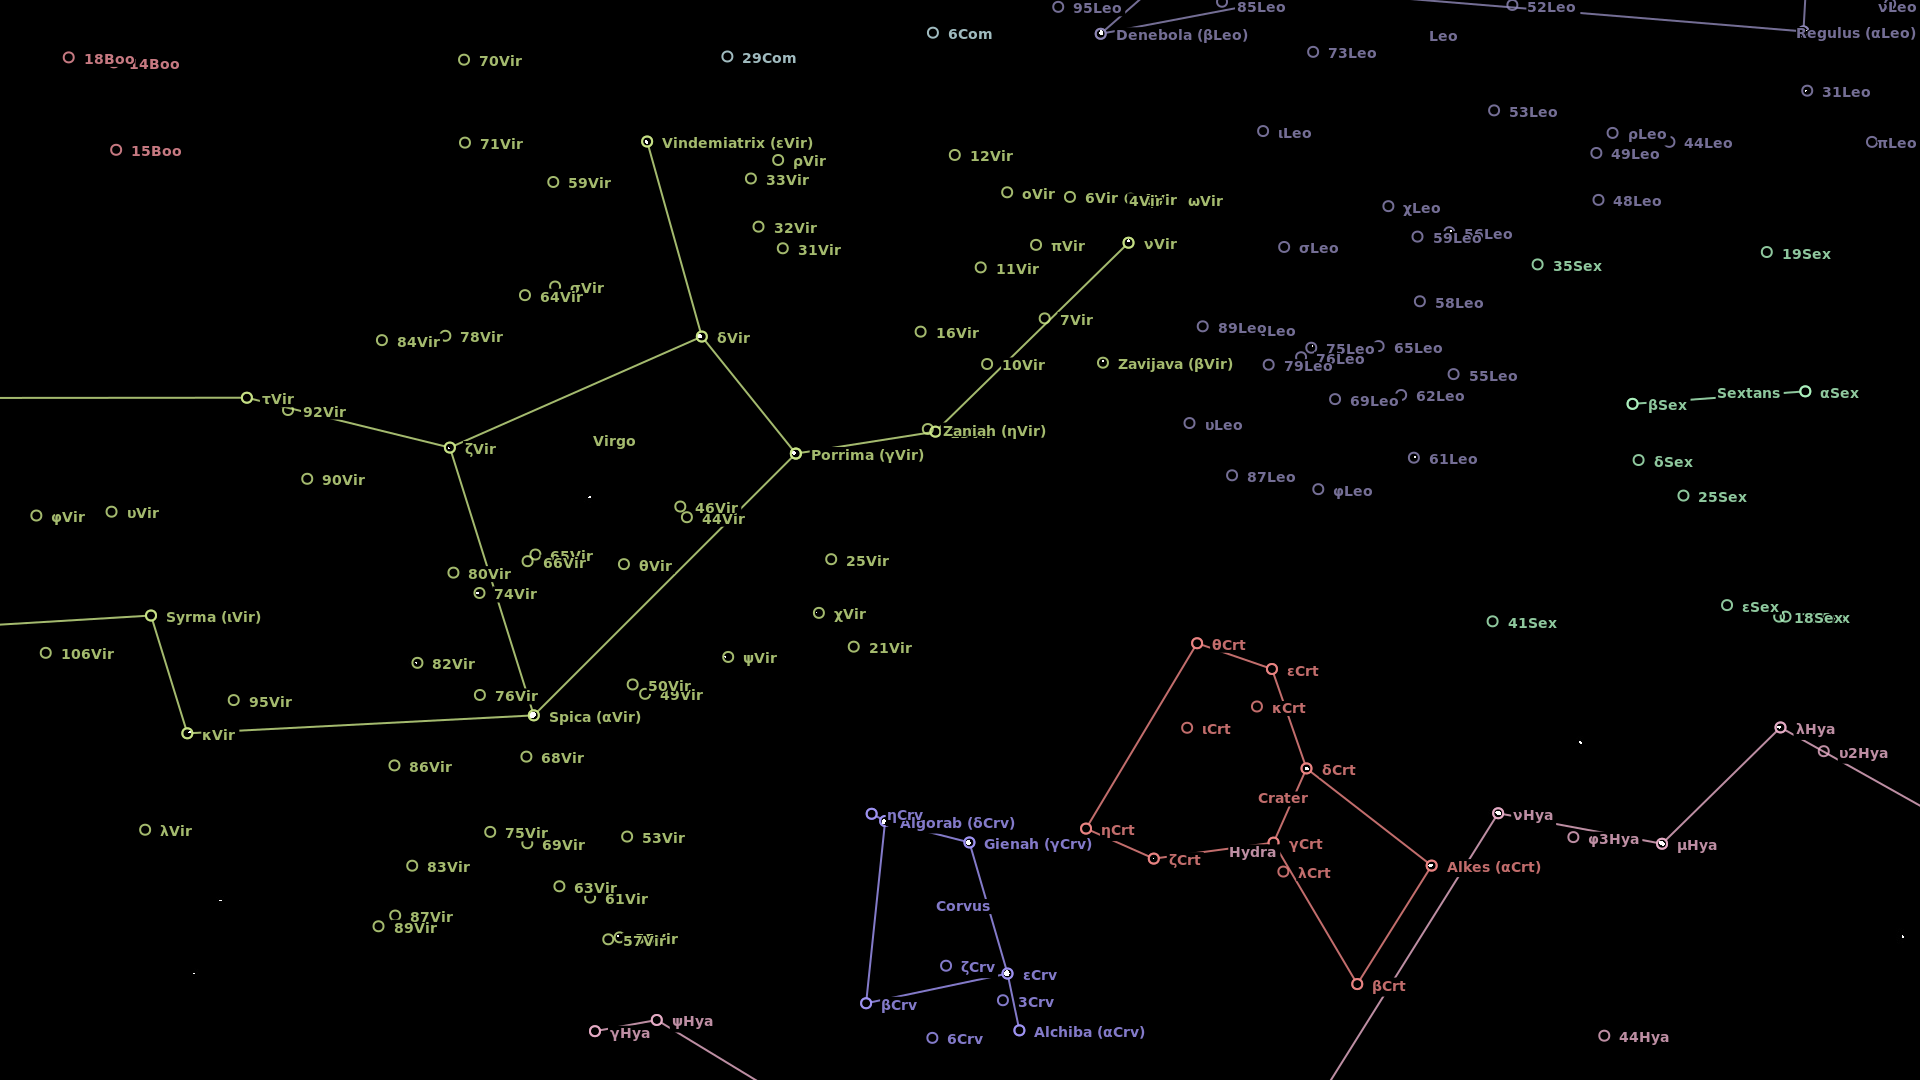 95Leo
85Leo
52Leo
νLeo
6Com
Denebola (βLeo)
Leo
Regulus (αLeo)
18Boo
14Boo
70Vir
29Com
73Leo
31Leo
53Leo
15Boo
71Vir
Vindemiatrix (εVir)
ρVir
12Vir
ιLeo
ρLeo
44Leo
πLeo
49Leo
59Vir
33Vir
οVir
6Vir
4Vir
ωVir
χLeo
48Leo
32Vir
31Vir
πVir
νVir
σLeo
59Leo
56Leo
35Sex
19Sex
11Vir
σVir
64Vir
58Leo
84Vir
78Vir
δVir
16Vir
7Vir
89Leo
75Leo
65Leo
76Leo
79Leo
10Vir
Zavijava (βVir)
55Leo
τVir
92Vir
69Leo
62Leo
βSex
Sextans
αSex
ζVir
Virgo
Porrima (γVir)
Zaniah (ηVir)
υLeo
61Leo
δSex
90Vir
87Leo
φLeo
25Sex
φVir
υVir
46Vir
44Vir
65Vir
66Vir
θVir
25Vir
80Vir
74Vir
χVir
Syrma (ιVir)
41Sex
εSex
18Sex
106Vir
82Vir
ψVir
21Vir
θCrt
εCrt
95Vir
76Vir
50Vir
49Vir
κCrt
κVir
Spica (αVir)
ιCrt
λHya
υ2Hya
86Vir
68Vir
δCrt
Crater
λVir
75Vir
69Vir
53Vir
ηCrv
Algorab (δCrv)
Gienah (γCrv)
ηCrt
ζCrt
Hydra
γCrt
νHya
φ3Hya
μHya
83Vir
λCrt
Alkes (αCrt)
63Vir
61Vir
Corvus
87Vir
89Vir
57Vir
ζCrv
εCrv
βCrt
βCrv
3Crv
γHya
ψHya
6Crv
Alchiba (αCrv)
44Hya